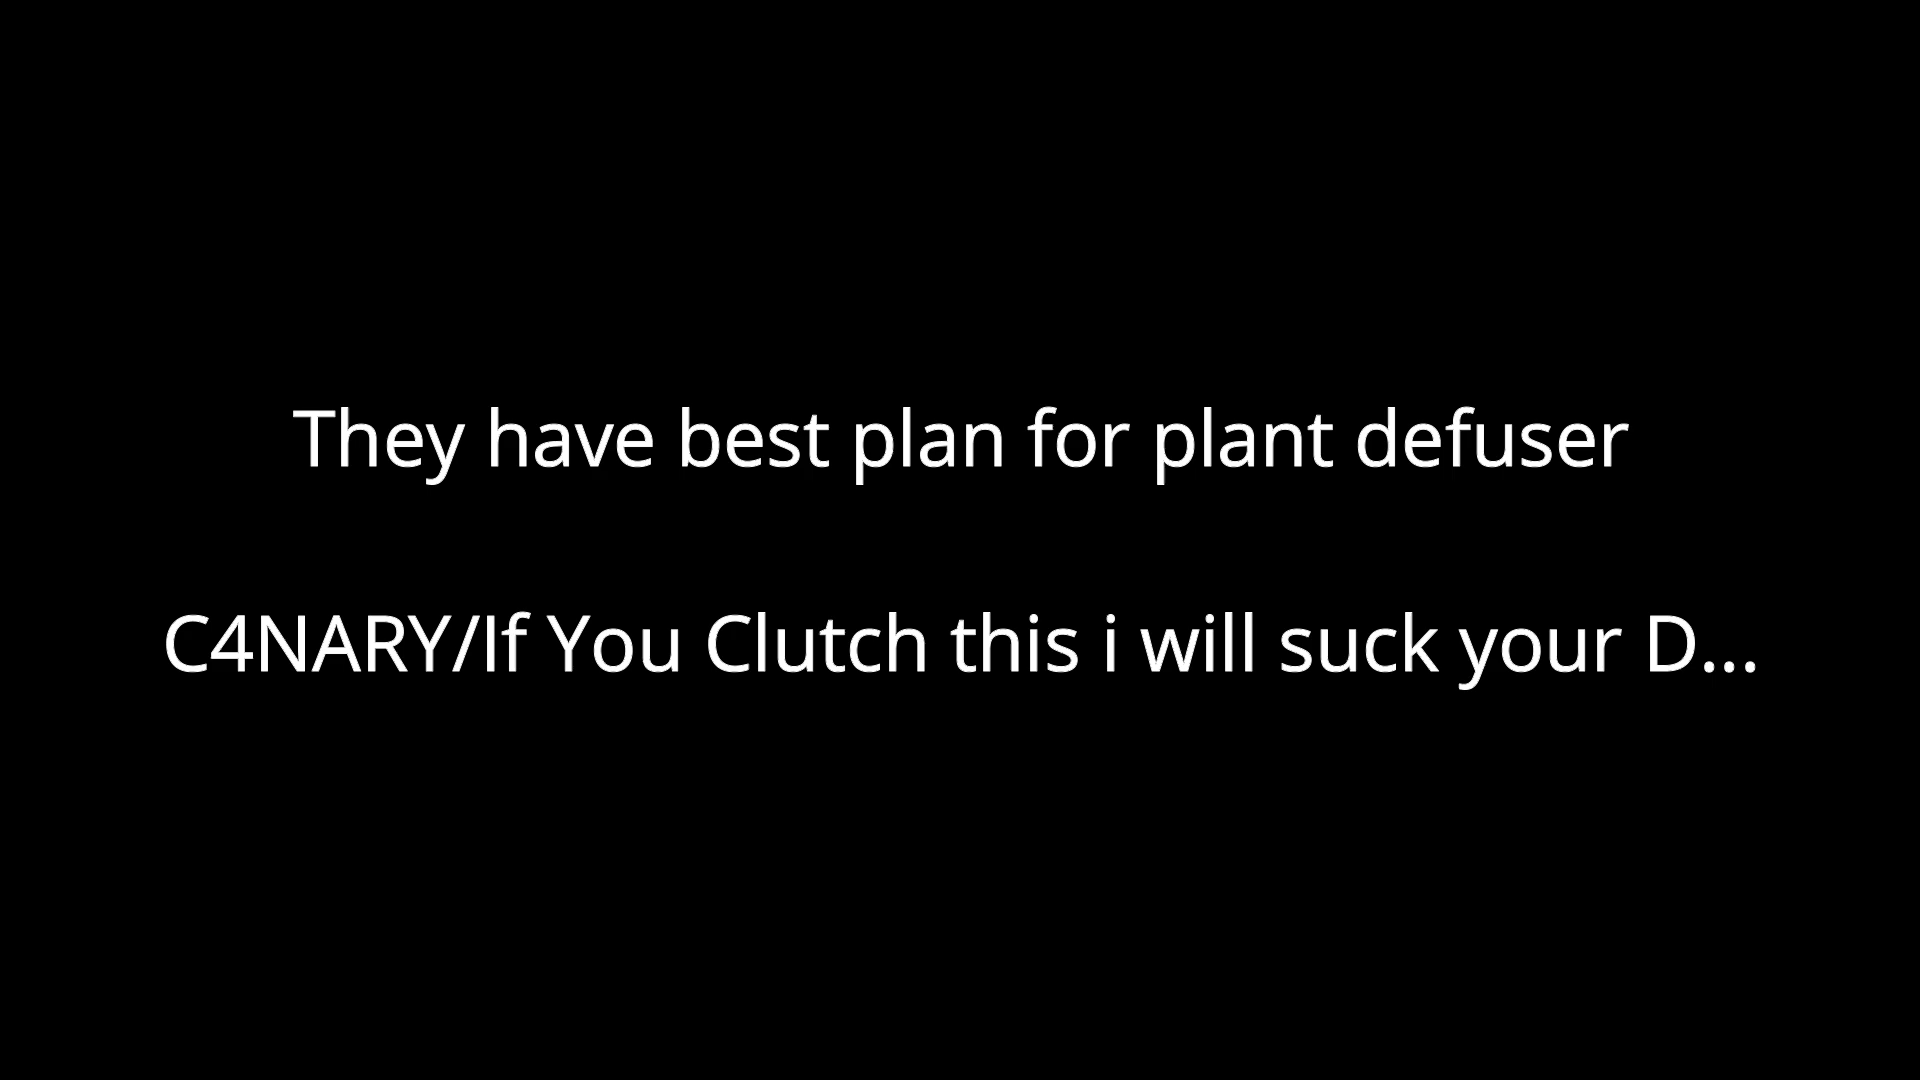 They have best plan for plant defuser
C4NARY/If You Clutch this i will suck your D...